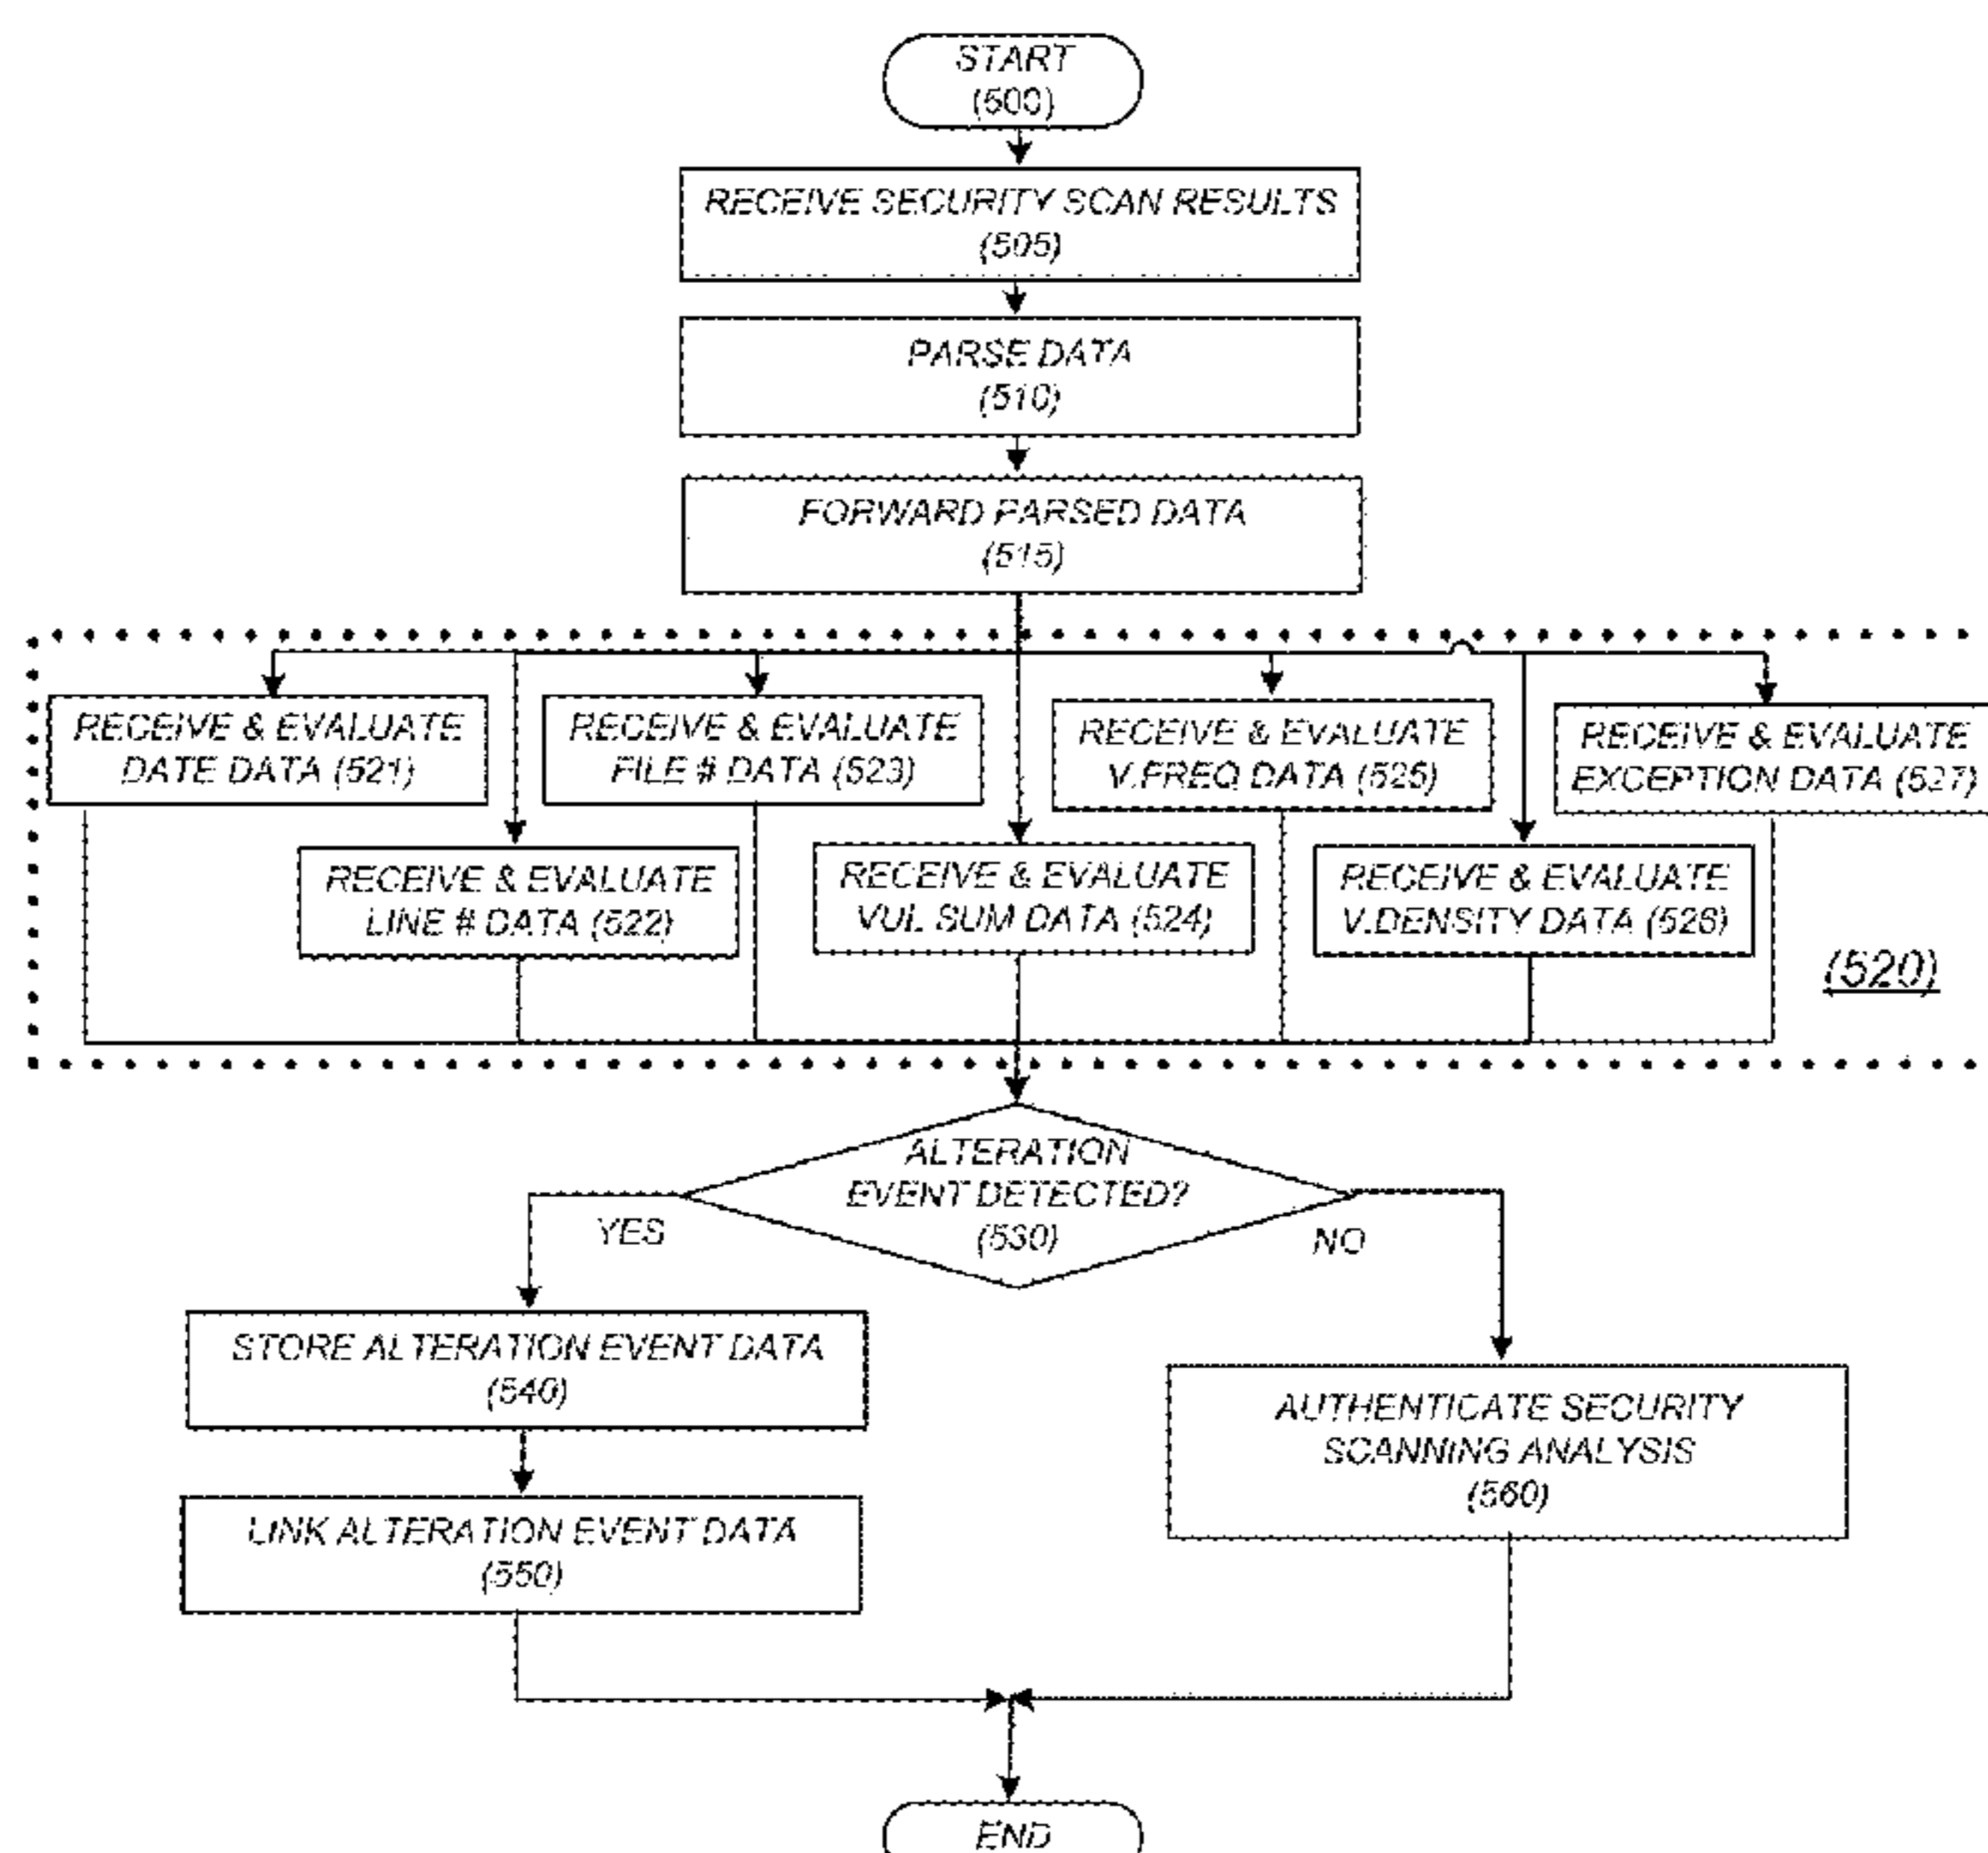 START
(500)
RECEIVE SECURITY SCAN RESULTS
(505)
PARSE DATA
(510)
FORWARD PARSED DATA
(515)
RECEIVE & EVALUATE
DATE DATA (521)
RECEIVE & EVALUATE
FILE # DATA (523)
RECEIVE & EVALUATE
V.FREQ DATA (525)
RECEIVE & EVALUATE
EXCEPTION DATA (527)
RECEIVE & EVALUATE
LINE # DATA (522)
RECEIVE & EVALUATE
VUL SUM DATA (524)
RECEIVE & EVALUATE
V.DENSITY DATA (526)
(520)
ALTERATION
EVENT DETECTED?
(530)
YES
NO
STORE ALTERATION EVENT DATA
(540)
AUTHENTICATE SECURITY
SCANNING ANALYSIS
(560)
LINK ALTERATION EVENT DATA
(550)
END